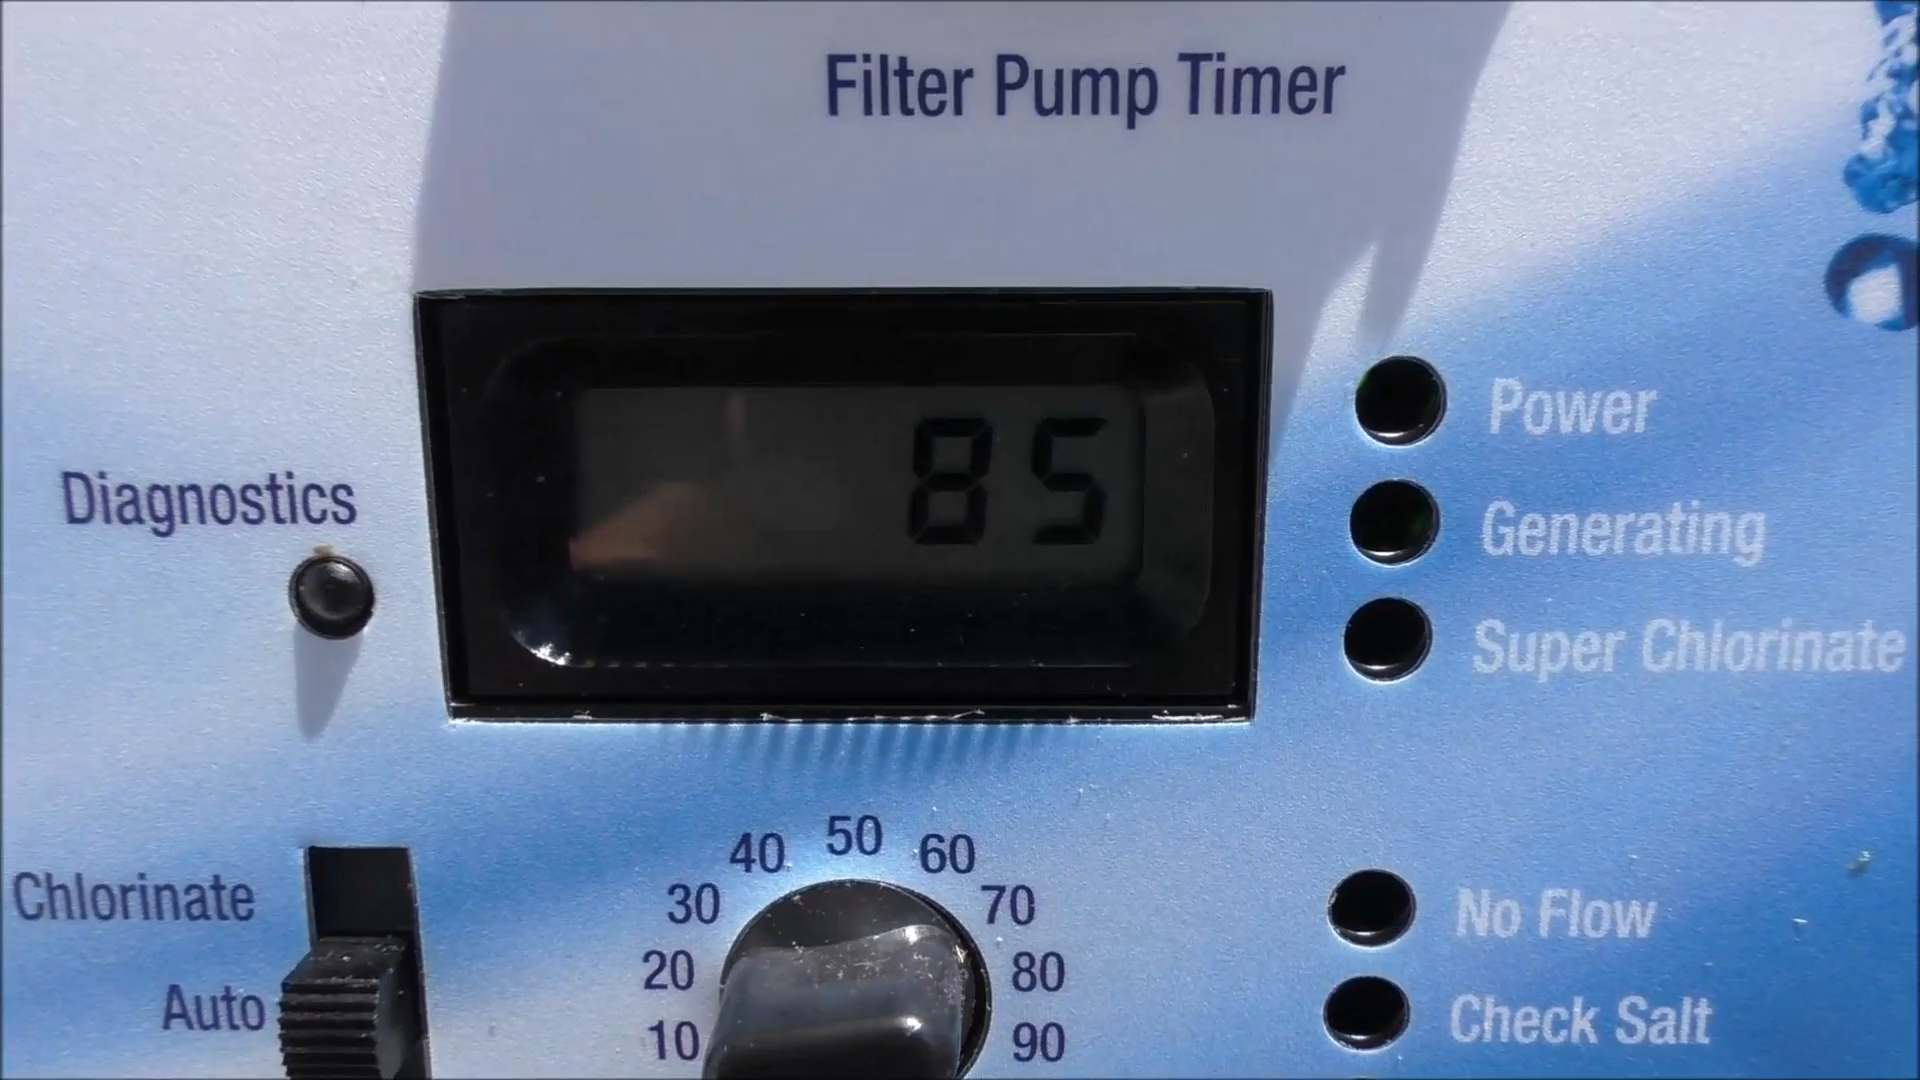 Filter Pump Timer
85
Power
Generating
Super Chlorinate
Diagnostics
Chlorinate
Auto
10
20
30
40
50
60
70
80
90
No Flow
Check Salt